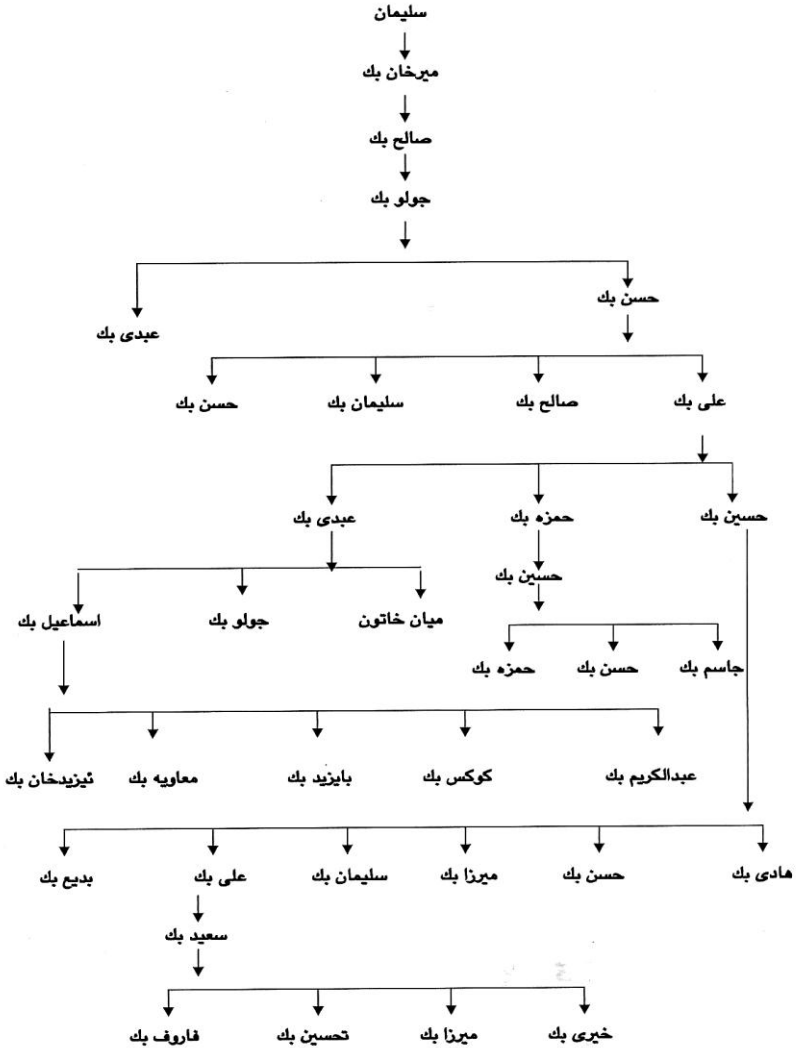 سليمان
ميرخان بك
صالح بك
جولو بك
حسن بك
عبدى بك
على بك صالح بك سليمان بك حسن بك
حسين بك حمزه بك عبدى بك
حسين بك
ميان خاتون جولو بك اسماعيل بك
جاسم بك حسن بك حمزه بك
عبدالكريم بك كوكس بك بايزيد بك معاويه بك ئيزيدخان بك
هادى بك حسن بك ميرزا بك سليمان بك على بك بديع بك
سعيد بك
خيرى بك ميرزا بك تحسين بك فاروف بك